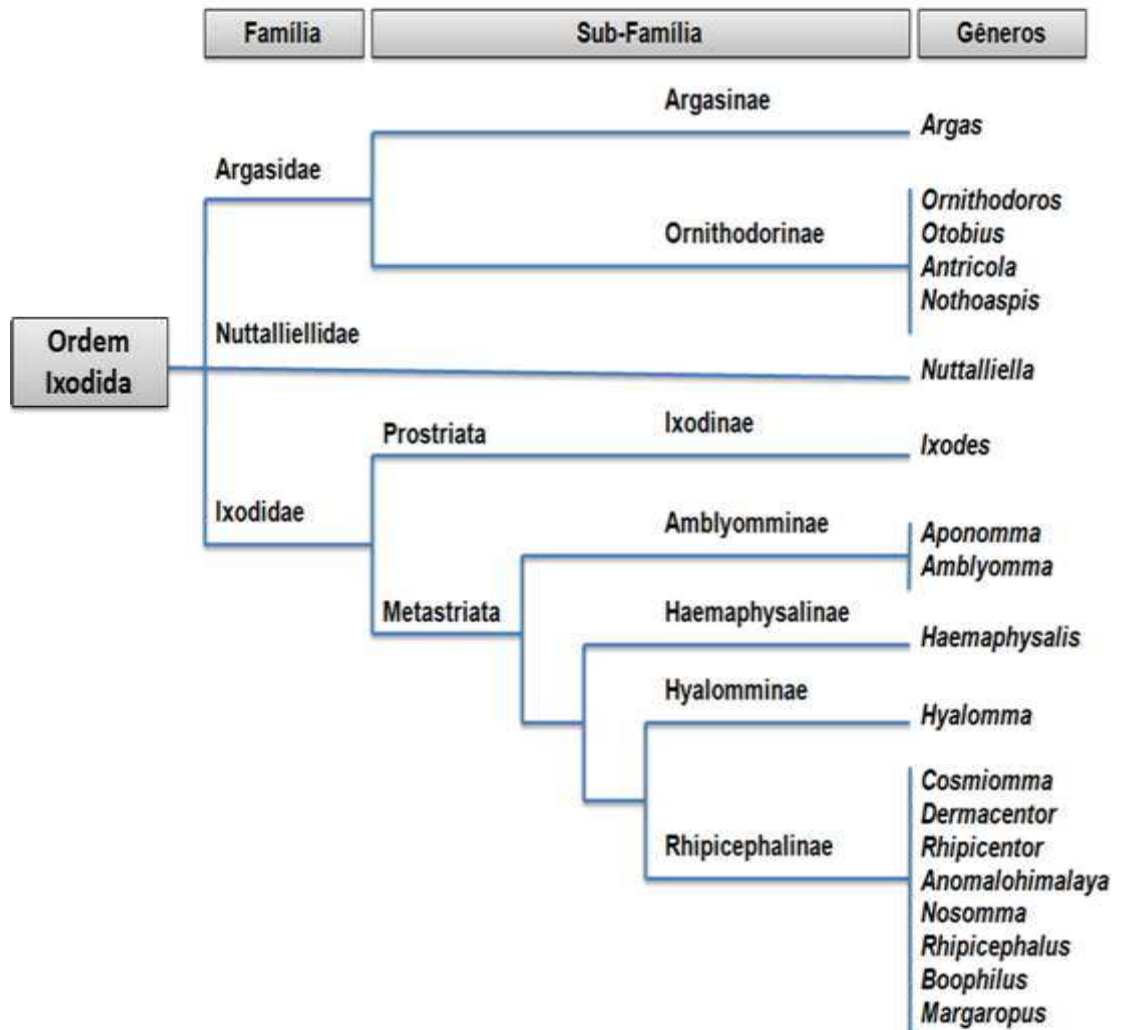 Família
Sub-Família
Gêneros
Argasinae
Argas
Argasidae
Ornithodoros
Ornithodorinae
Otobius
Antricola
Nothoaspis
Ordem
Ixodida
Nuttalliellidae
Nuttalliella
Prostriata
Ixodinae
Ixodes
Ixodidae
Amblyomminae
Aponomma
Amblyomma
Metastriata
Haemaphysalinae
Haemaphysalis
Hyalomminae
Hyalomma
Rhipicephalinae
Cosmiomma
Dermacentor
Rhipicentor
Anomalohimalaya
Nosomma
Rhipicephalus
Boophilus
Margaropus